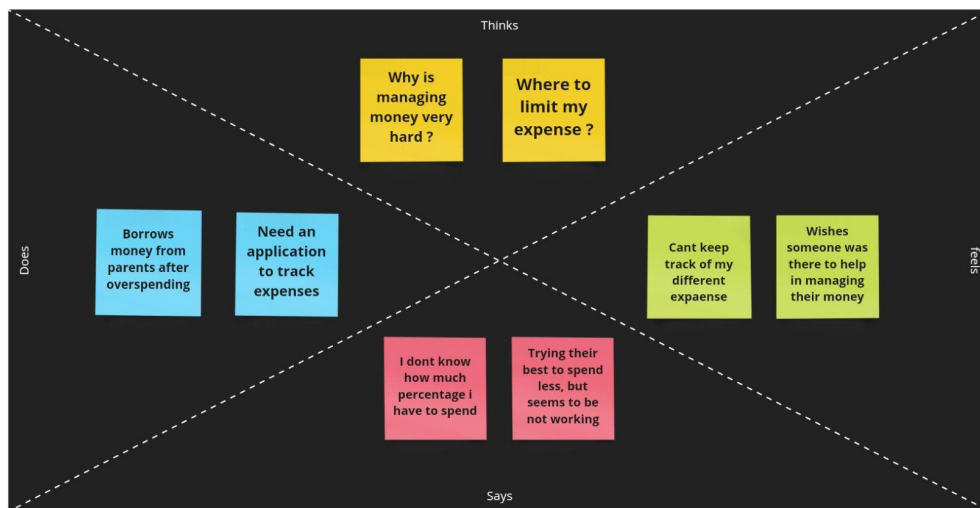 Thinks
Why is
managing
money very
hard ?
Where to
limit my
expense ?
Does
Borrows
money from
parents after
overspending
Need an
application
to track
expenses
Cant keep
track of my
different
expaense
Wishes
someone was
there to help
in managing
their money
feels
I dont know
how much
percentage i
have to spend
Trying their
best to spend
less, but
seems to be
not working
Says